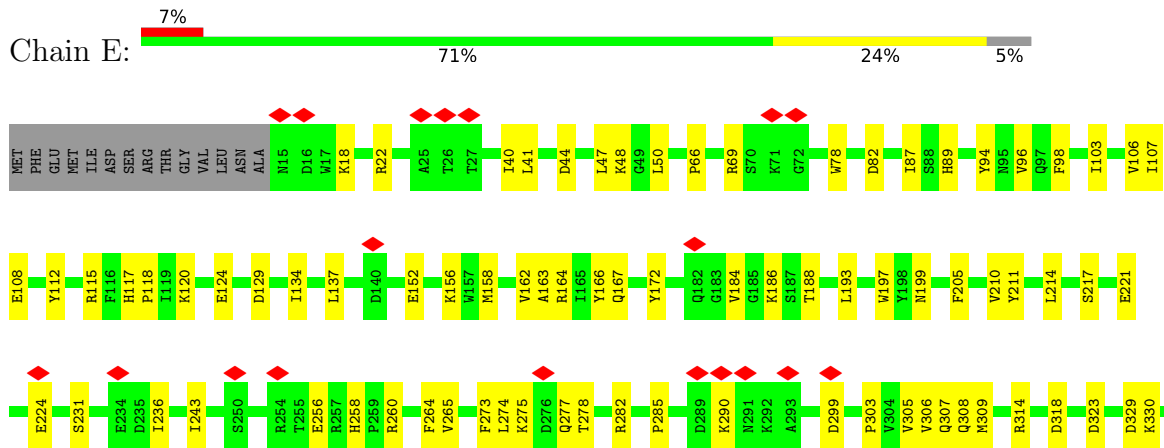 7%
Chain E:
71% 24% 5%
MET PHE GLU MET ILE ASP SER ARG THR GLY VAL LEU ASN ALA N15 D16 W17 K18 R22 A25 T26 T27 I40 L41 D44 L47 K48 G49 L50 P66 R69 S70 K71 G72 W78 D82 I87 S88 H89 Y94 N95 V96 Q97 F98 I103 V106 I107
E108 Y112 R115 F116 H117 P118 I119 K120 E124 D129 I134 L137 D140 E152 K156 W157 M158 V162 A163 R164 I165 Y166 Q167 Y172 Q182 G183 V184 G185 K186 S187 T188 L193 W197 Y198 N199 F205 V210 Y211 L214 S217 E221
E224 S231 E234 D235 I236 I243 S250 R254 T255 E256 R257 H258 P259 R260 F264 V265 F273 L274 K275 D276 Q277 T278 R282 P285 D289 K290 N291 K292 A293 D299 P303 V304 V305 V306 Q307 Q308 M309 R314 D318 D323 D329 K330